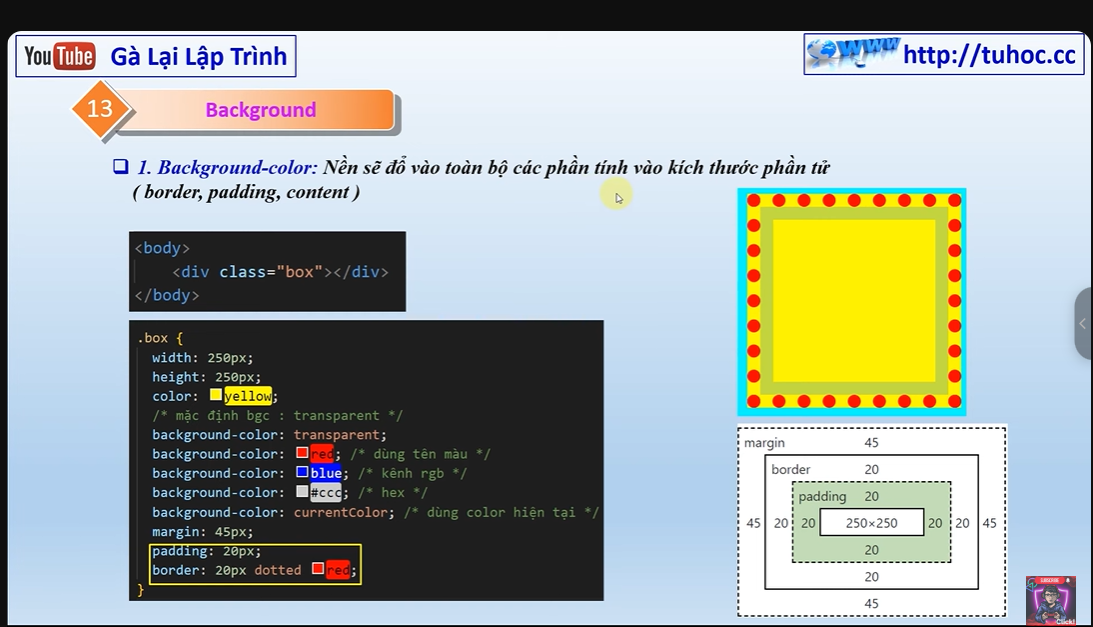 YouTube Gà Lại Lập Trình
http://tuhoc.cc
13
Background
1. Background-color: Nền sẽ đổ vào toàn bộ các phần tính vào kích thước phần tử
( border, padding, content )
<body>
<div class="box"></div>
</body>
.box {
width: 250px;
height: 250px;
color: yellow;
/* mặc định bgc : transparent */
background-color: transparent;
background-color: red; /* dùng tên màu */
background-color: blue; /* kênh rgb */
background-color: #ccc; /* hex */
background-color: currentColor; /* dùng color hiện tại */
margin: 45px;
padding: 20px;
border: 20px dotted red;
}
margin 45
border 20
padding 20
45 20 20 250×250 20 20 45
20
20
45
SUBSCRIBE
Click!